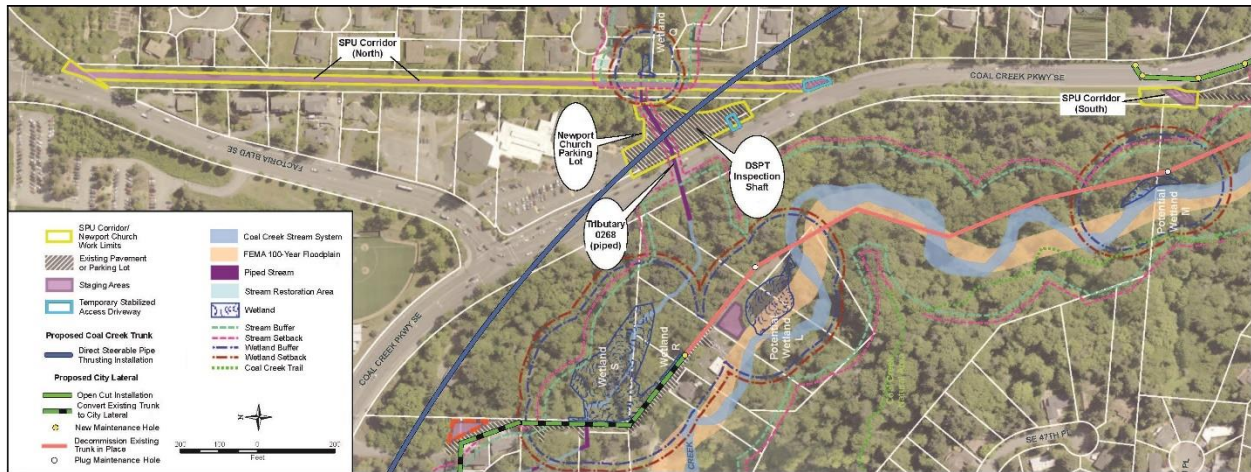 SPU Corridor
(North)
Wetland
Q
COAL CREEK PKWY SE
SPU Corridor
(South)
Newport
Church
Parking
Lot
DSPT
Inspection
Shaft
FACTORIA BLVD SE
Tributary
0268
(piped)
Potential
Wetland
M
Potential
Wetland
L
Wetland
R
Wetland
S
COAL CREEK PKWY SE
CREEK
SE 47TH PL
PL
SPU Corridor/
Newport Church
Work Limits
Existing Pavement
or Parking Lot
Staging Areas
Temporary Stabilized
Access Driveway
Proposed Coal Creek Trunk
Direct Steerable Pipe
Thrusting Installation
Proposed City Lateral
Open Cut Installation
Convert Existing Trunk
to City Lateral
New Maintenance Hole
Decommission Existing
Trunk in Place
Plug Maintenance Hole
Coal Creek Stream System
FEMA 100-Year Floodplain
Piped Stream
Stream Restoration Area
Wetland
Stream Buffer
Stream Setback
Wetland Buffer
Wetland Setback
Coal Creek Trail
N
200 100 0 200
Feet